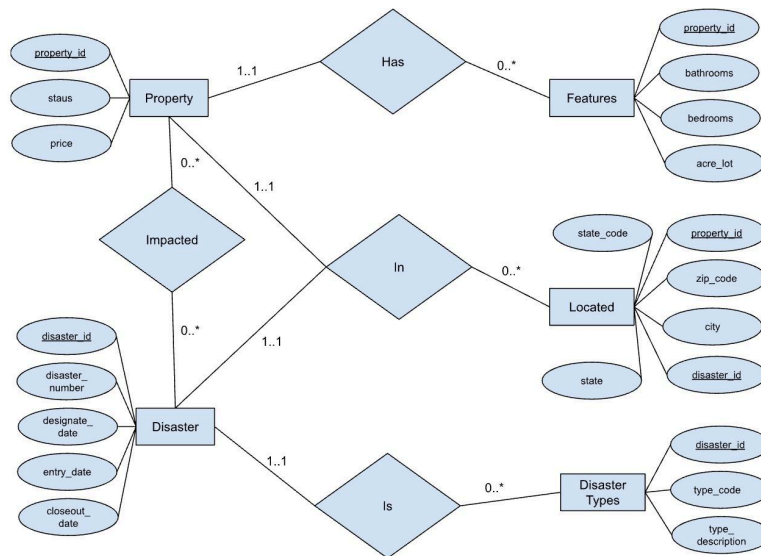 property_id
staus
price
Property
1..1
Has
0..*
Features
property_id
bathrooms
bedrooms
acre_lot
0..*
Impacted
0..*
1..1
In
1..1
0..*
Located
state_code
property_id
zip_code
city
disaster_id
state
disaster_id
disaster_
number
designate_
date
entry_date
closeout_
date
Disaster
1..1
Is
0..*
Disaster
Types
disaster_id
type_code
type_
description